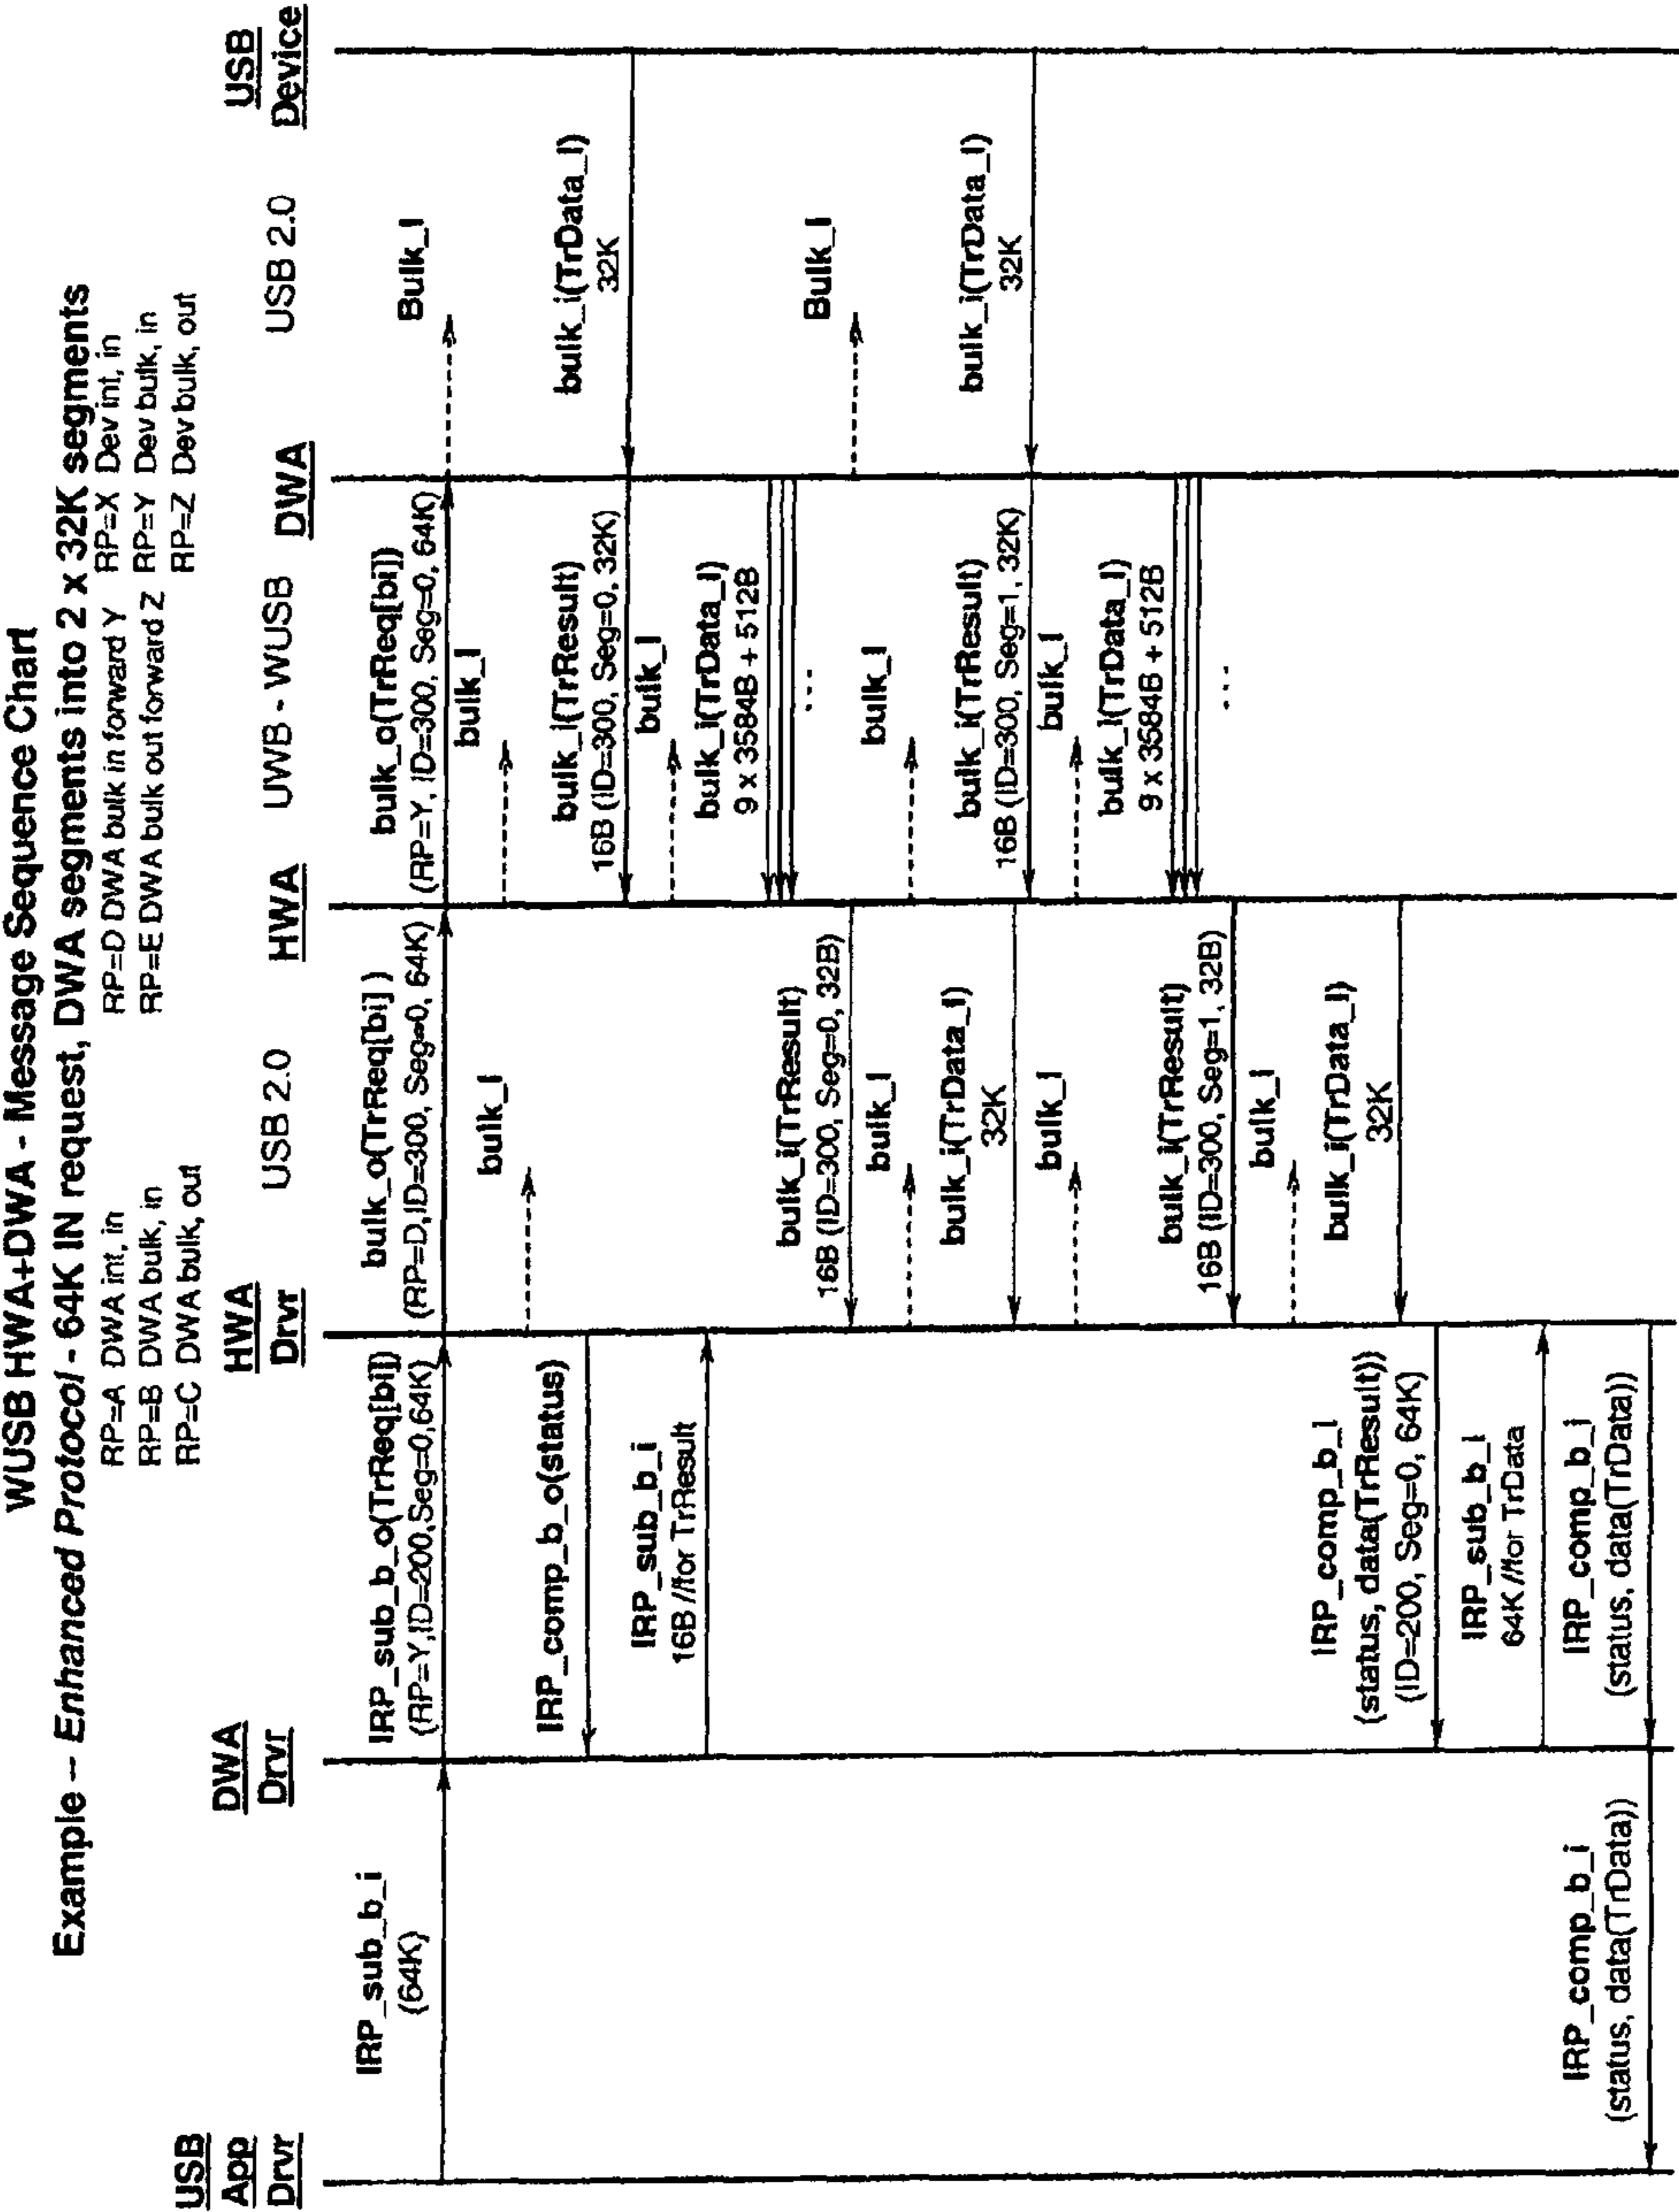 WUSB HWA+DWA - Message Sequence Chart
Example -- Enhanced Protocol - 64K IN request, DWA segments into 2 x 32K segments
RP=A DWA int, in
RP=B DWA bulk, in
RP=C DWA bulk, out
RP=D DWA bulk in forward Y
RP=E DWA bulk out forward Z
RP=X Dev int, in
RP=Y Dev bulk, in
RP=Z Dev bulk, out
USB
App
Drvr
DWA
Drvr
HWA
Drvr
USB 2.0
HWA
UWB - WUSB
DWA
USB 2.0
USB
Device
IRP_sub_b_i
(64K)
IRP_comp_b_i
(status, data(TrData))
IRP_sub_b_o(TrReq[bi])
(RP=Y,ID=200,Seg=0,64K)
IRP_comp_b_o(status)
IRP_sub_b_i
16B //for TrResult
IRP_comp_b_I
(status, data(TrResult))
(ID=200, Seg=0, 64K)
IRP_sub_b_I
64K //for TrData
IRP_comp_b_i
(status, data(TrData))
bulk_o(TrReq[bi] )
(RP=D,ID=300, Seg=0, 64K)
bulk_I
bulk_i(TrResult)
16B (ID=300, Seg=0, 32B)
bulk_I
bulk_i(TrData_I)
32K
bulk_I
bulk_i(TrResult)
16B (ID=300, Seg=1, 32B)
bulk_I
bulk_i(TrData_I)
32K
bulk_o(TrReq[bi])
(RP=Y, ID=300, Seg=0, 64K)
bulk_I
bulk_i(TrResult)
16B (ID=300, Seg=0, 32K)
bulk_I
bulk_i(TrData_I)
9 x 3584B + 512B
...
bulk_I
bulk_i(TrResult)
16B (ID=300, Seg=1, 32K)
bulk_I
bulk_I(TrData_I)
9 x 3584B + 512B
...
Bulk_I
bulk_i(TrData_I)
32K
Bulk_I
bulk_i(TrData_I)
32K